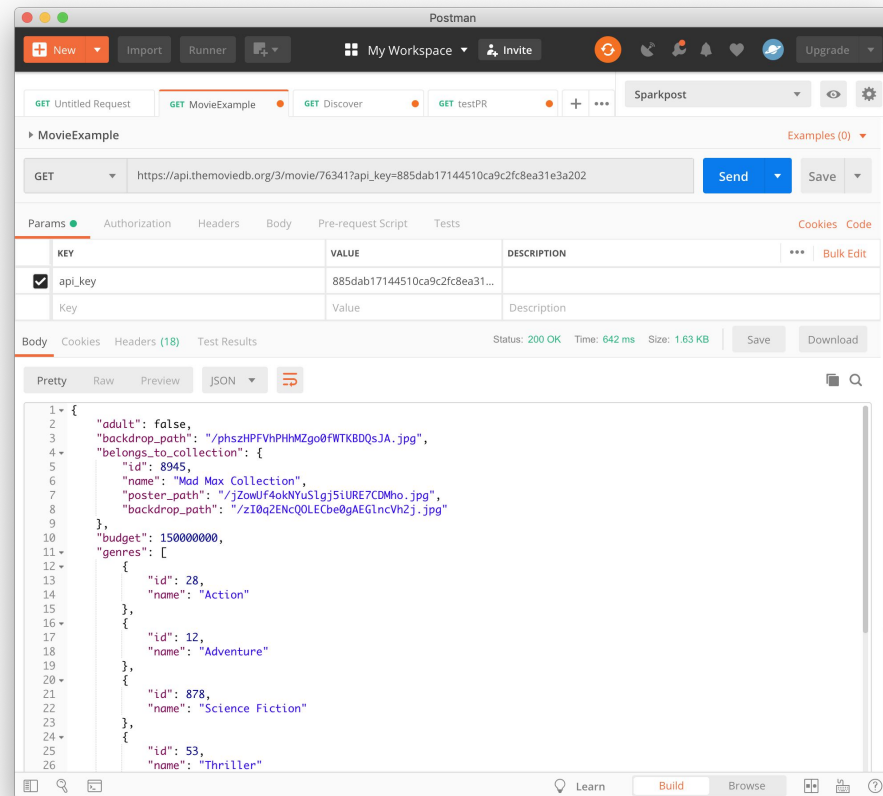 Postman
New Import Runner My Workspace Invite Upgrade
GET Untitled Request GET MovieExample GET Discover GET testPR + ••• Sparkpost
MovieExample Examples (0)
GET https://api.themoviedb.org/3/movie/76341?api_key=885dab17144510ca9c2fc8ea31e3a202 Send Save
Params Authorization Headers Body Pre-request Script Tests Cookies Code
KEY VALUE DESCRIPTION ••• Bulk Edit
api_key 885dab17144510ca9c2fc8ea31...
Key Value Description
Body Cookies Headers (18) Test Results Status: 200 OK Time: 642 ms Size: 1.63 KB Save Download
Pretty Raw Preview JSON
1 {
2 "adult": false,
3 "backdrop_path": "/phszHPFVhPHhMZgo0fWTKBDQsJA.jpg",
4 "belongs_to_collection": {
5 "id": 8945,
6 "name": "Mad Max Collection",
7 "poster_path": "/jZowUf4okNYuSlgj5iURE7CDMho.jpg",
8 "backdrop_path": "/zI0q2ENcQOLECbe0gAEGlncVh2j.jpg"
9 },
10 "budget": 150000000,
11 "genres": [
12 {
13 "id": 28,
14 "name": "Action"
15 },
16 {
17 "id": 12,
18 "name": "Adventure"
19 },
20 {
21 "id": 878,
22 "name": "Science Fiction"
23 },
24 {
25 "id": 53,
26 "name": "Thriller"
Learn Build Browse